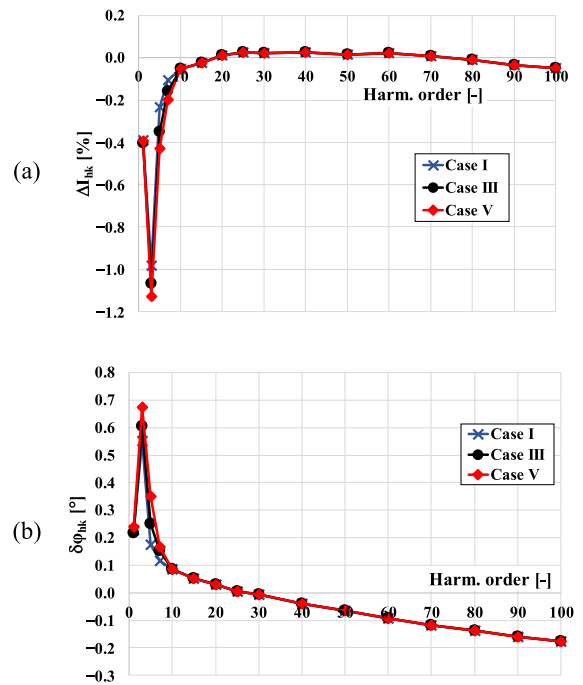 (a)
ΔI_hk [%]
0.2
0.0
−0.2
−0.4
−0.6
−0.8
−1.0
−1.2
0 10 20 30 40 50 60 70 80 90 100
Harm. order [-]
Case I
Case III
Case V
(b)
δφ_hk [°]
0.8
0.7
0.6
0.5
0.4
0.3
0.2
0.1
0.0
−0.1
−0.2
−0.3
Case I
Case III
Case V
Harm. order [-]
0 10 20 30 40 50 60 70 80 90 100